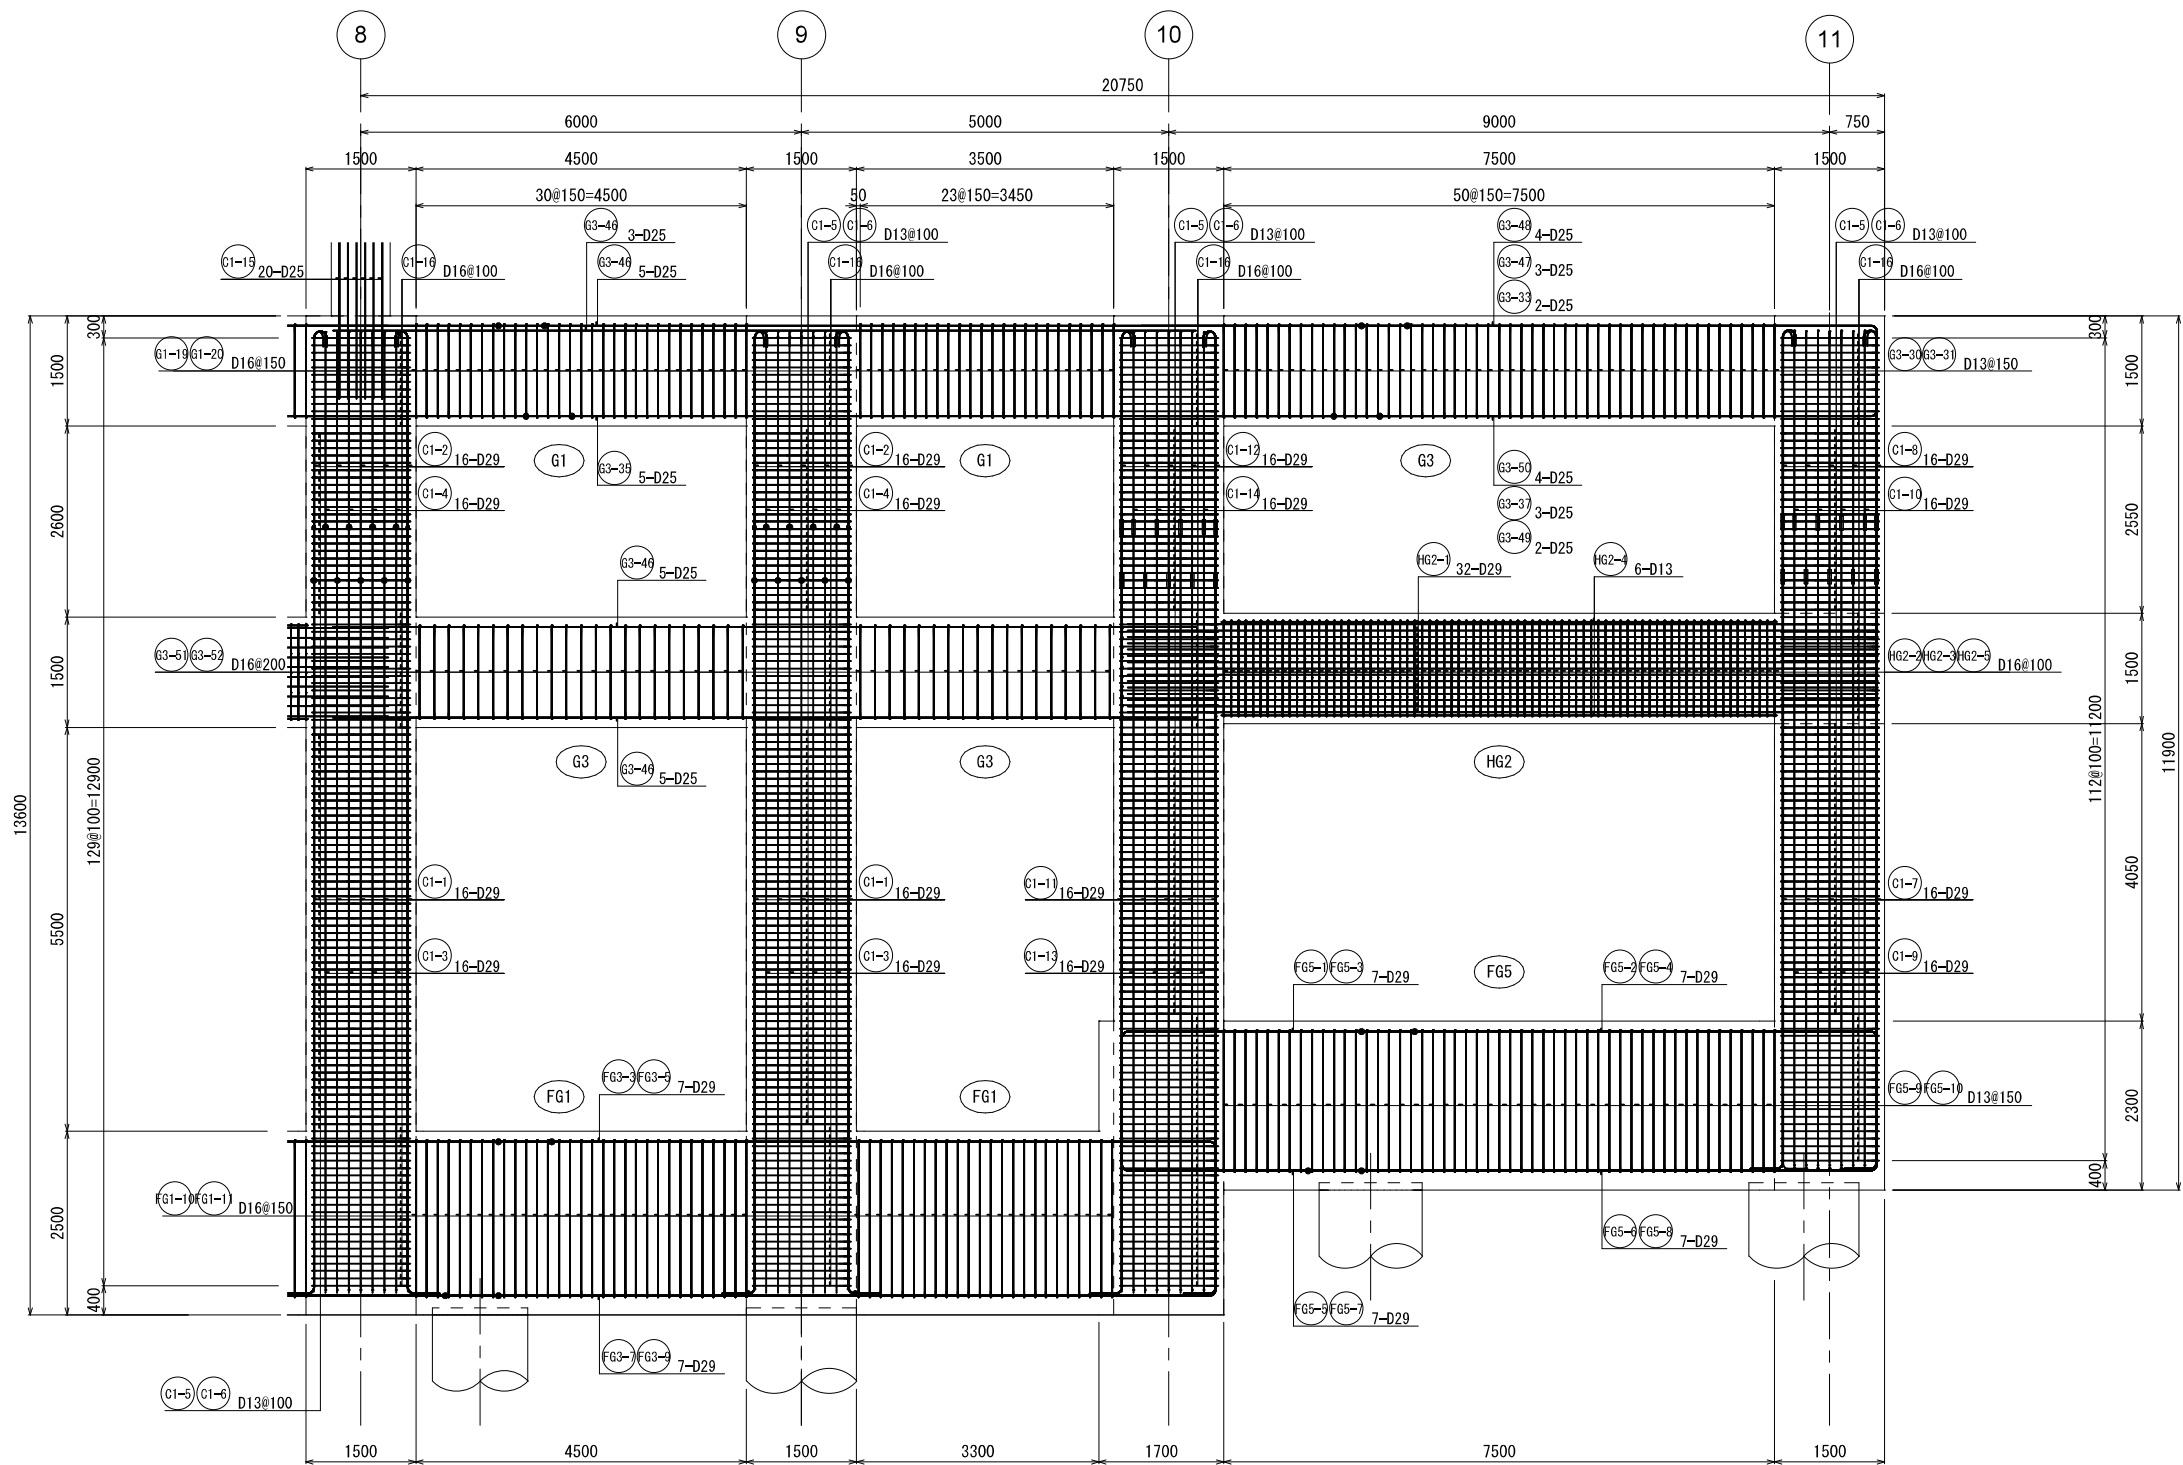 8 9 10 11
20750
6000 5000 9000 750
1500 4500 1500 3500 1500 7500 1500
30@150=4500 50 23@150=3450 50@150=7500
G3-46 3-D25
C1-5 C1-6 D13@100
C1-5 C1-6 D13@100
G3-48 4-D25
C1-5 C1-6 D13@100
C1-15 20-D25
C1-16 D16@100
G3-46 5-D25
C1-16 D16@100
C1-16 D16@100
G3-47 3-D25
C1-16 D16@100
G3-33 2-D25
300 300
G1-19 G1-20 D16@150
G3-30 G3-31 D13@150
1500 1500
C1-2 16-D29
G1
G3-35 5-D25
C1-2 16-D29
G1
C1-12 16-D29
G3
G3-50 4-D25
C1-8 16-D29
C1-4 16-D29
C1-4 16-D29
C1-14 16-D29
G3-37 3-D25
C1-10 16-D29
G3-49 2-D25
2600 2550
G3-46 5-D25
HG2-1 32-D29
HG2-4 6-D13
G3-51 G3-52 D16@200
HG2-2 HG2-3 HG2-5 D16@100
1500 1500
G3
G3-46 5-D25
G3
HG2
13600
129@100=12900
112@100=11200
11900
5500 4050
C1-1 16-D29
C1-1 16-D29
C1-11 16-D29
C1-7 16-D29
C1-3 16-D29
C1-3 16-D29
C1-13 16-D29
FG5-1 FG5-3 7-D29
FG5
FG5-2 FG5-4 7-D29
C1-9 16-D29
FG1
FG3-3 FG3-5 7-D29
FG1
FG5-9 FG5-10 D13@150
2300
400
FG1-10 FG1-11 D16@150
2500
FG5-6 FG5-8 7-D29
400
FG5-5 FG5-7 7-D29
FG3-7 FG3-9 7-D29
C1-5 C1-6 D13@100
1500 4500 1500 3300 1700 7500 1500